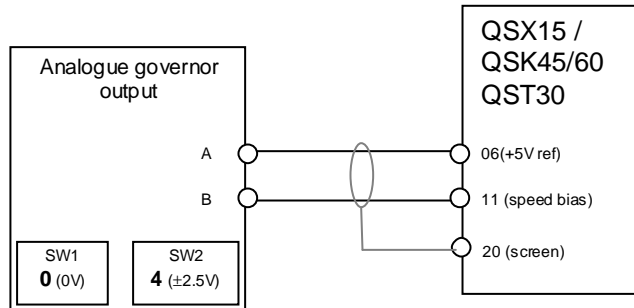 Analogue governor
output
A
B
SW1
0 (0V)
SW2
4 (±2.5V)
QSX15 /
QSK45/60
QST30
06(+5V ref)
11 (speed bias)
20 (screen)